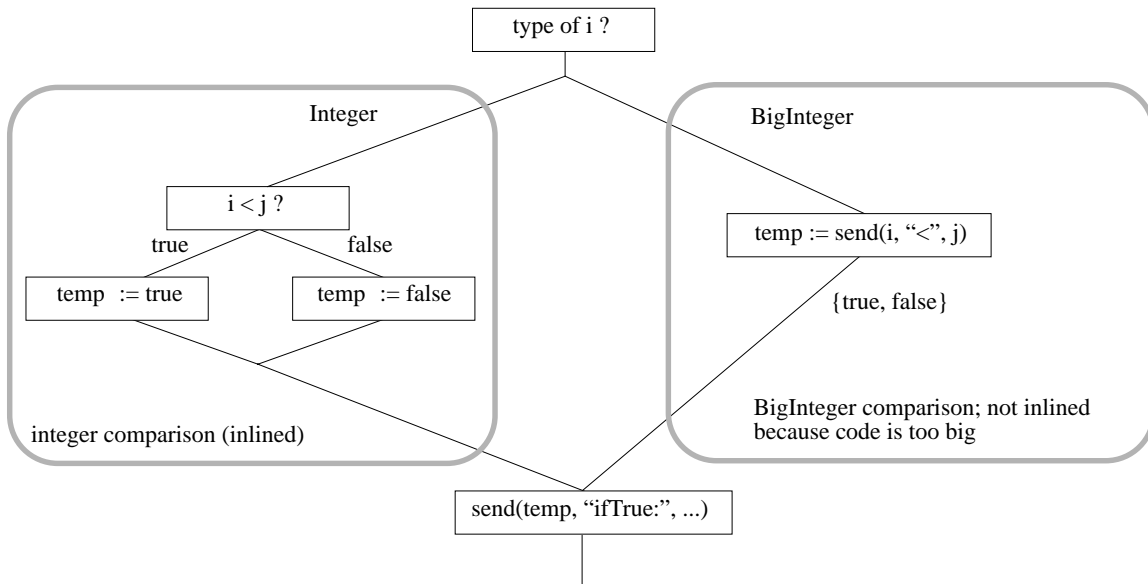 type of i ?
Integer
BigInteger
i < j ?
true
false
temp := send(i, “<”, j)
temp := true
temp := false
{true, false}
BigInteger comparison; not inlined
because code is too big
integer comparison (inlined)
send(temp, “ifTrue:”, ...)